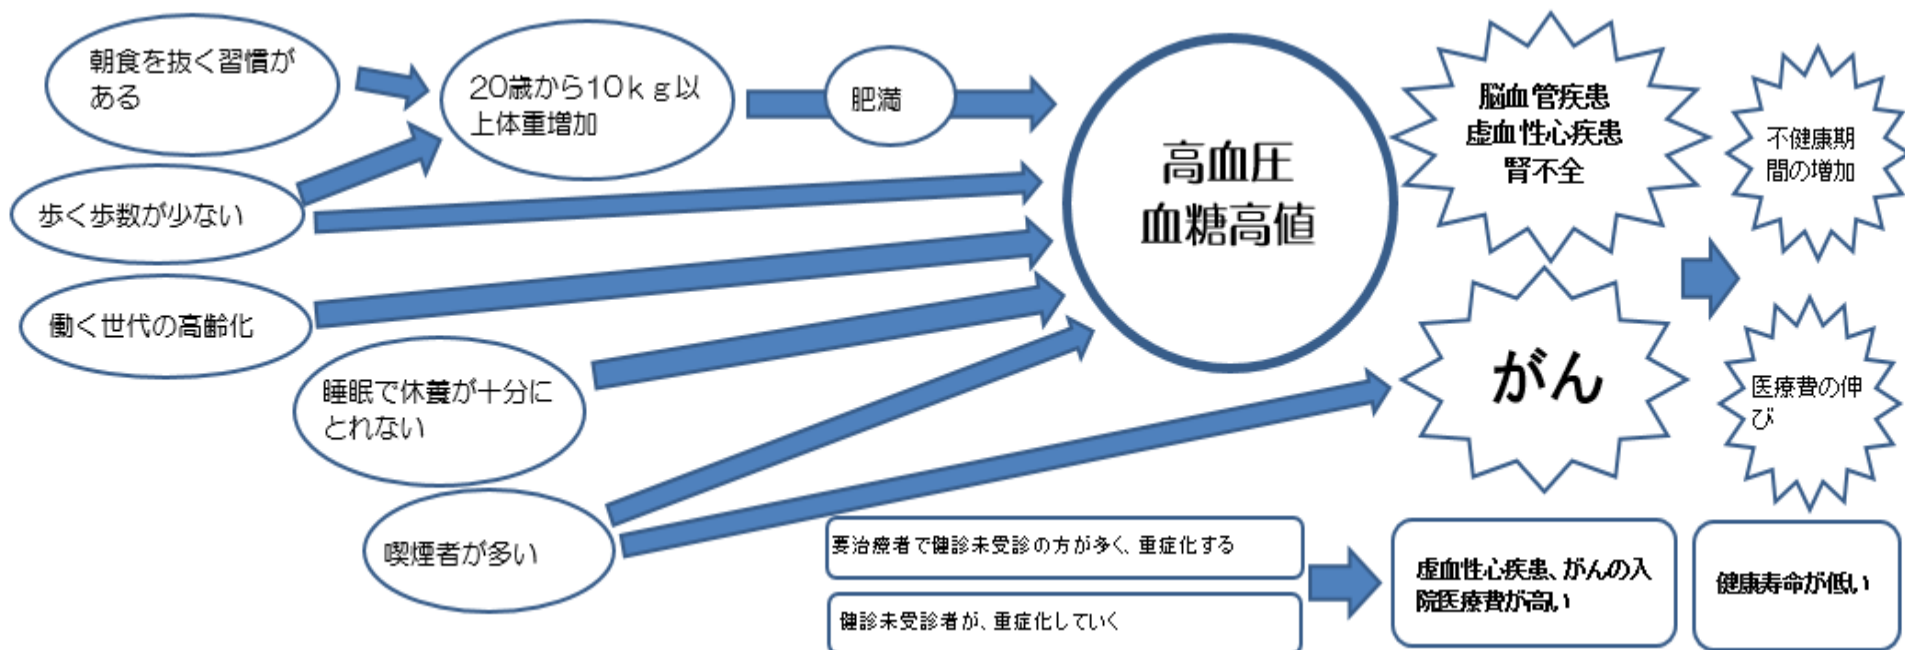 朝食を抜く習慣が
ある
20歳から10kg以
上体重増加
肥満
歩く歩数が少ない
働く世代の高齢化
睡眠で休養が十分に
とれない
喫煙者が多い
高血圧
血糖高値
脳血管疾患
虚血性心疾患
腎不全
がん
不健康期
間の増加
医療費の伸
び
要治療者で健診未受診の方が多く、重症化する
健診未受診者が、重症化していく
虚血性心疾患、がんの入
院医療費が高い
健康寿命が低い